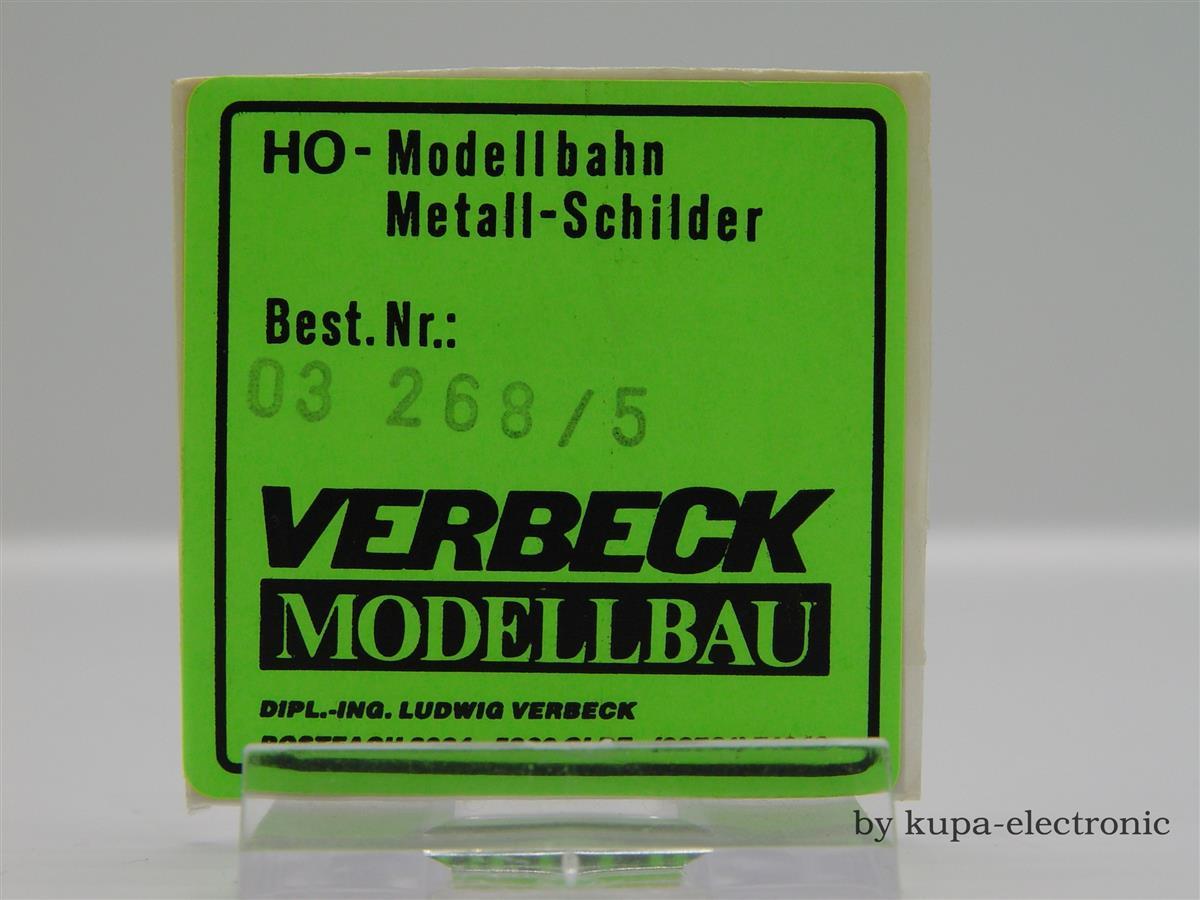 HO-Modellbahn
Metall-Schilder
Best.Nr.:
03 268/5
VERBECK
MODELLBAU
DIPL.-ING. LUDWIG VERBECK
by kupa-electronic